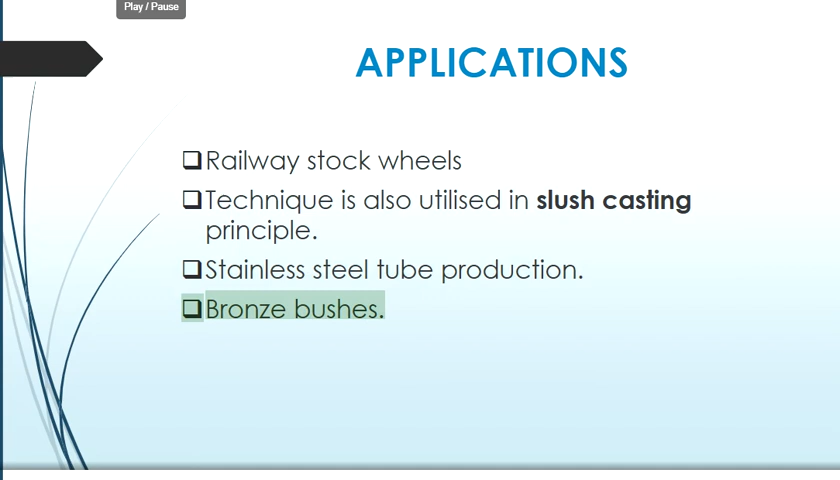 Play / Pause
APPLICATIONS
❑Railway stock wheels
❑Technique is also utilised in slush casting
principle.
❑Stainless steel tube production.
❑Bronze bushes.